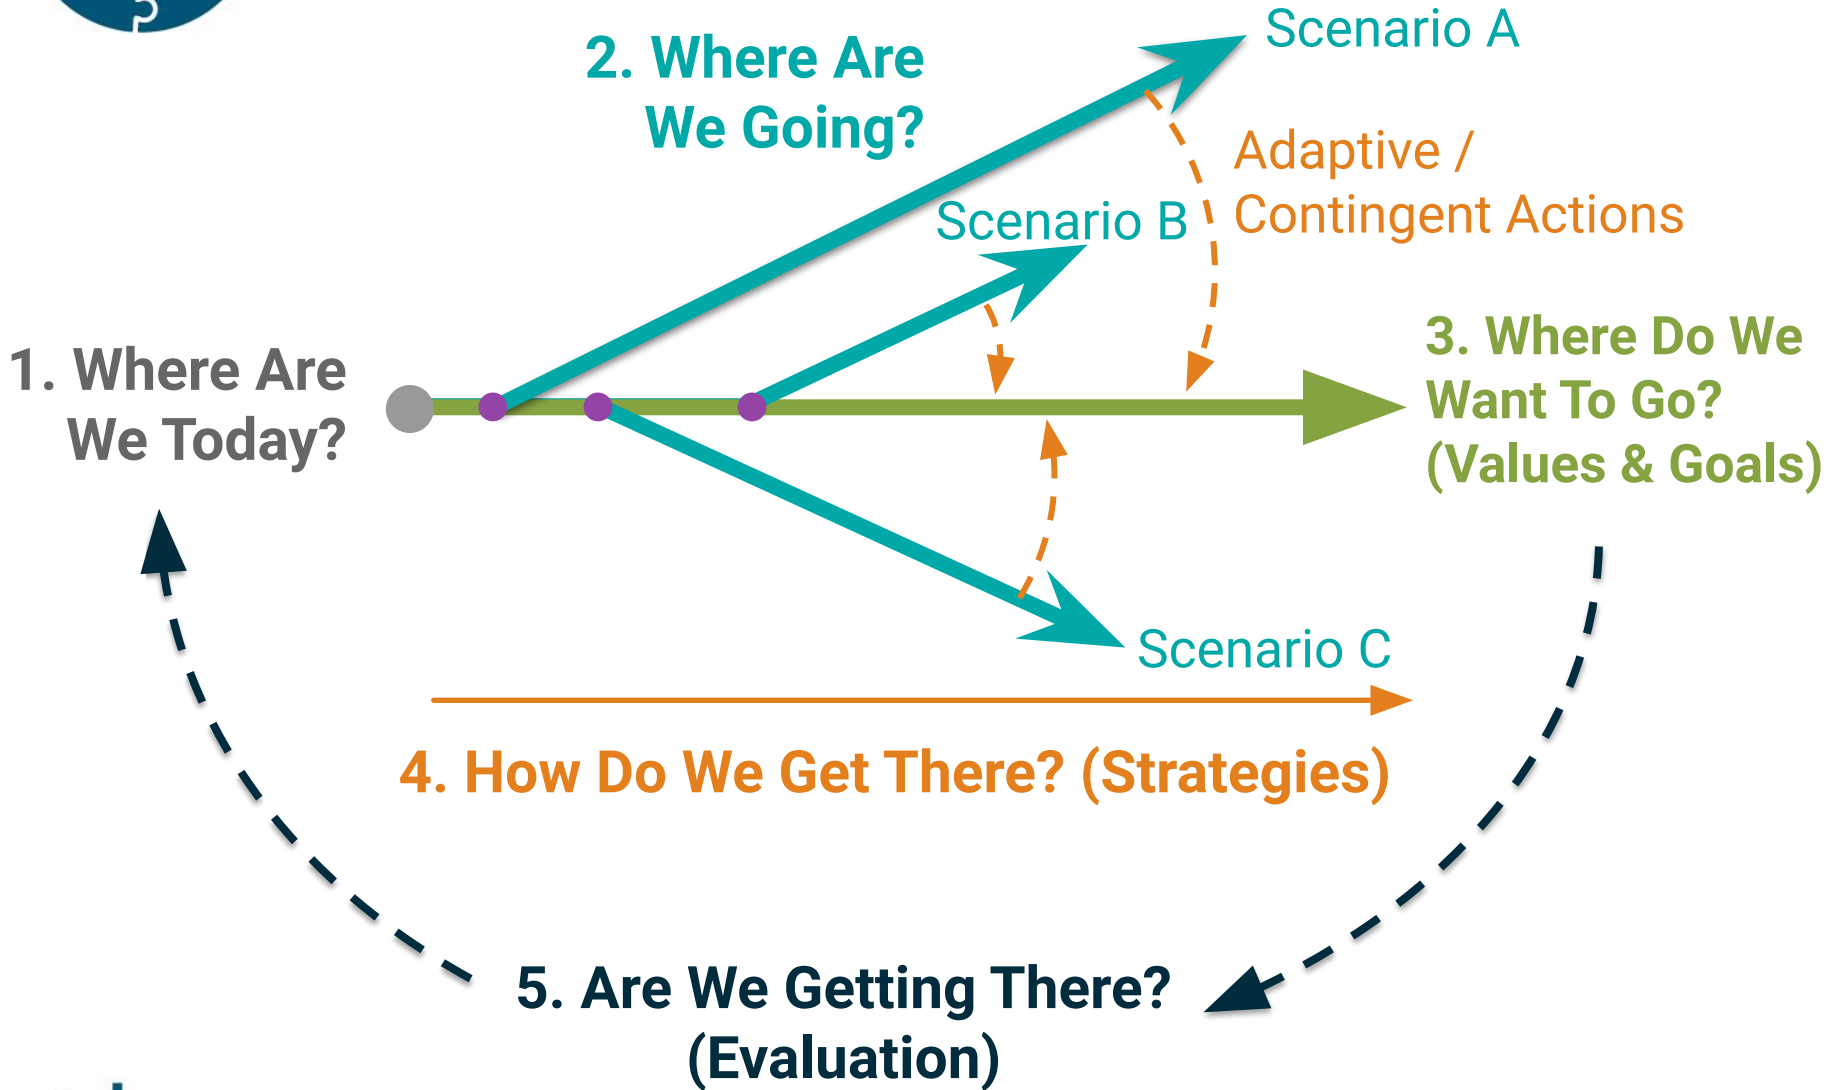 2. Where Are
We Going?
Scenario A
Adaptive /
Contingent Actions
Scenario B
1. Where Are
We Today?
3. Where Do We
Want To Go?
(Values & Goals)
Scenario C
4. How Do We Get There? (Strategies)
5. Are We Getting There?
(Evaluation)